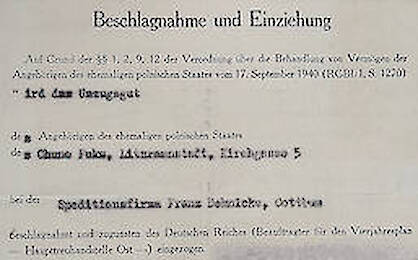 Beschlagnahme und Einziehung
Auf Grund der §§ 1, 2, 9, 12 der Verordnung über die Behandlung von Vermögen der
Angehörigen des ehemaligen polnischen Staates vom 17. September 1940 (RGBl I, S. 1270)
ird das Umzugsgut
des Angehörigen des ehemaligen polnischen Staates
des Chune Fuks, Litzmannstadt, Kirchgasse 5
bei der Speditionsfirma Franz Cottbus
beschlagnahmt und zugunsten des Deutschen Reiches (Beauftragter für den Vierjahresplan
— Haupttreuhandstelle Ost —) eingezogen.